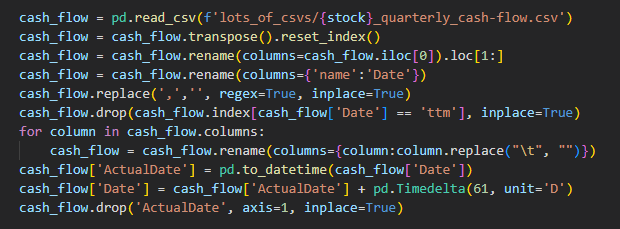 cash_flow = pd.read_csv(f'lots_of_csvs/{stock}_quarterly_cash-flow.csv')
cash_flow = cash_flow.transpose().reset_index()
cash_flow = cash_flow.rename(columns=cash_flow.iloc[0]).loc[1:]
cash_flow = cash_flow.rename(columns={'name':'Date'})
cash_flow.replace(',','', regex=True, inplace=True)
cash_flow.drop(cash_flow.index[cash_flow['Date'] == 'ttm'], inplace=True)
for column in cash_flow.columns:
    cash_flow = cash_flow.rename(columns={column:column.replace("\t", "")})
cash_flow['ActualDate'] = pd.to_datetime(cash_flow['Date'])
cash_flow['Date'] = cash_flow['ActualDate'] + pd.Timedelta(61, unit='D')
cash_flow.drop('ActualDate', axis=1, inplace=True)